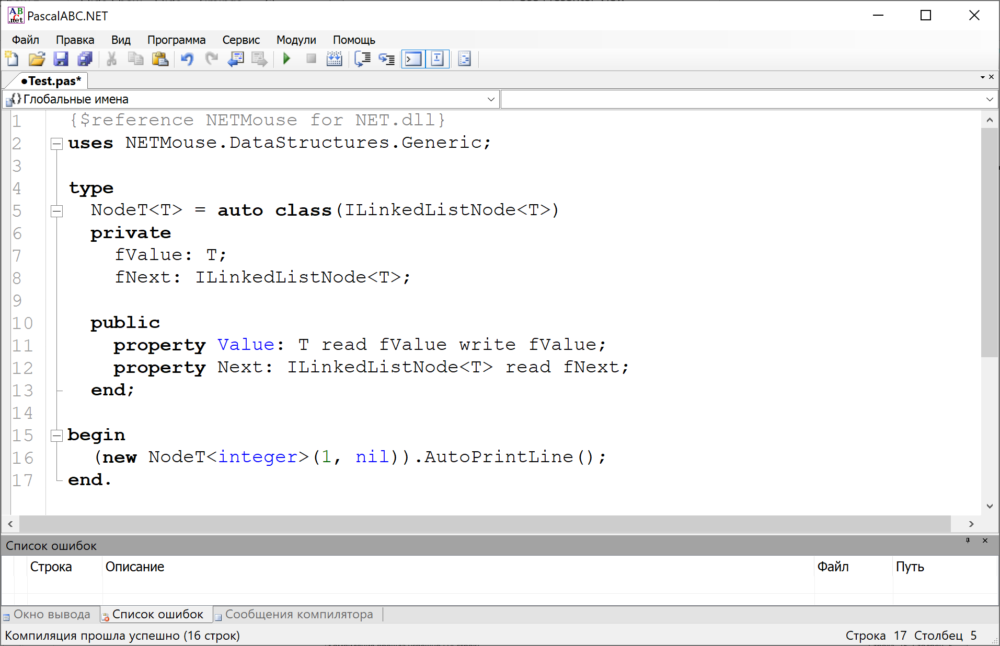 PascalABC.NET
Файл Правка Вид Программа Сервис Модули Помощь
●Test.pas*
Глобальные имена
1 {$reference NETMouse for NET.dll}
2 uses NETMouse.DataStructures.Generic;
3
4 type
5 NodeT<T> = auto class(ILinkedListNode<T>)
6 private
7 fValue: T;
8 fNext: ILinkedListNode<T>;
9
10 public
11 property Value: T read fValue write fValue;
12 property Next: ILinkedListNode<T> read fNext;
13 end;
14
15 begin
16 (new NodeT<integer>(1, nil)).AutoPrintLine();
17 end.
Список ошибок
Строка Описание Файл Путь
Окно вывода Список ошибок Сообщения компилятора
Компиляция прошла успешно (16 строк) Строка 17 Столбец 5